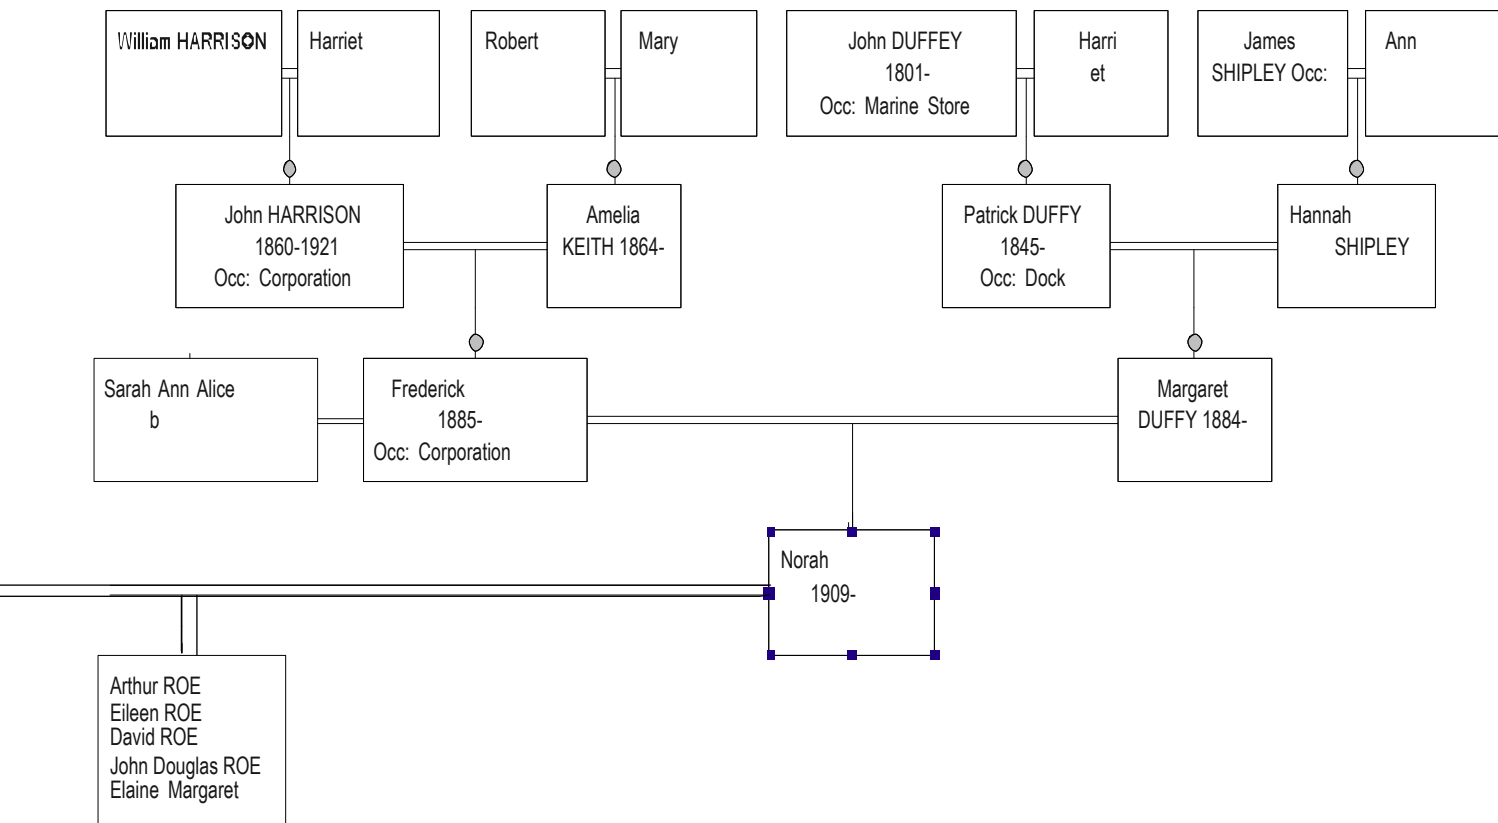 William HARRISON
Harriet
Robert
Mary
John DUFFEY
1801-
Occ: Marine Store
Harri
et
James
SHIPLEY Occ:
Ann
John HARRISON
1860-1921
Occ: Corporation
Amelia
KEITH 1864-
Patrick DUFFY
1845-
Occ: Dock
Hannah
SHIPLEY
Sarah Ann Alice
b
Frederick
1885-
Occ: Corporation
Margaret
DUFFY 1884-
Norah
1909-
Arthur ROE
Eileen ROE
David ROE
John Douglas ROE
Elaine Margaret